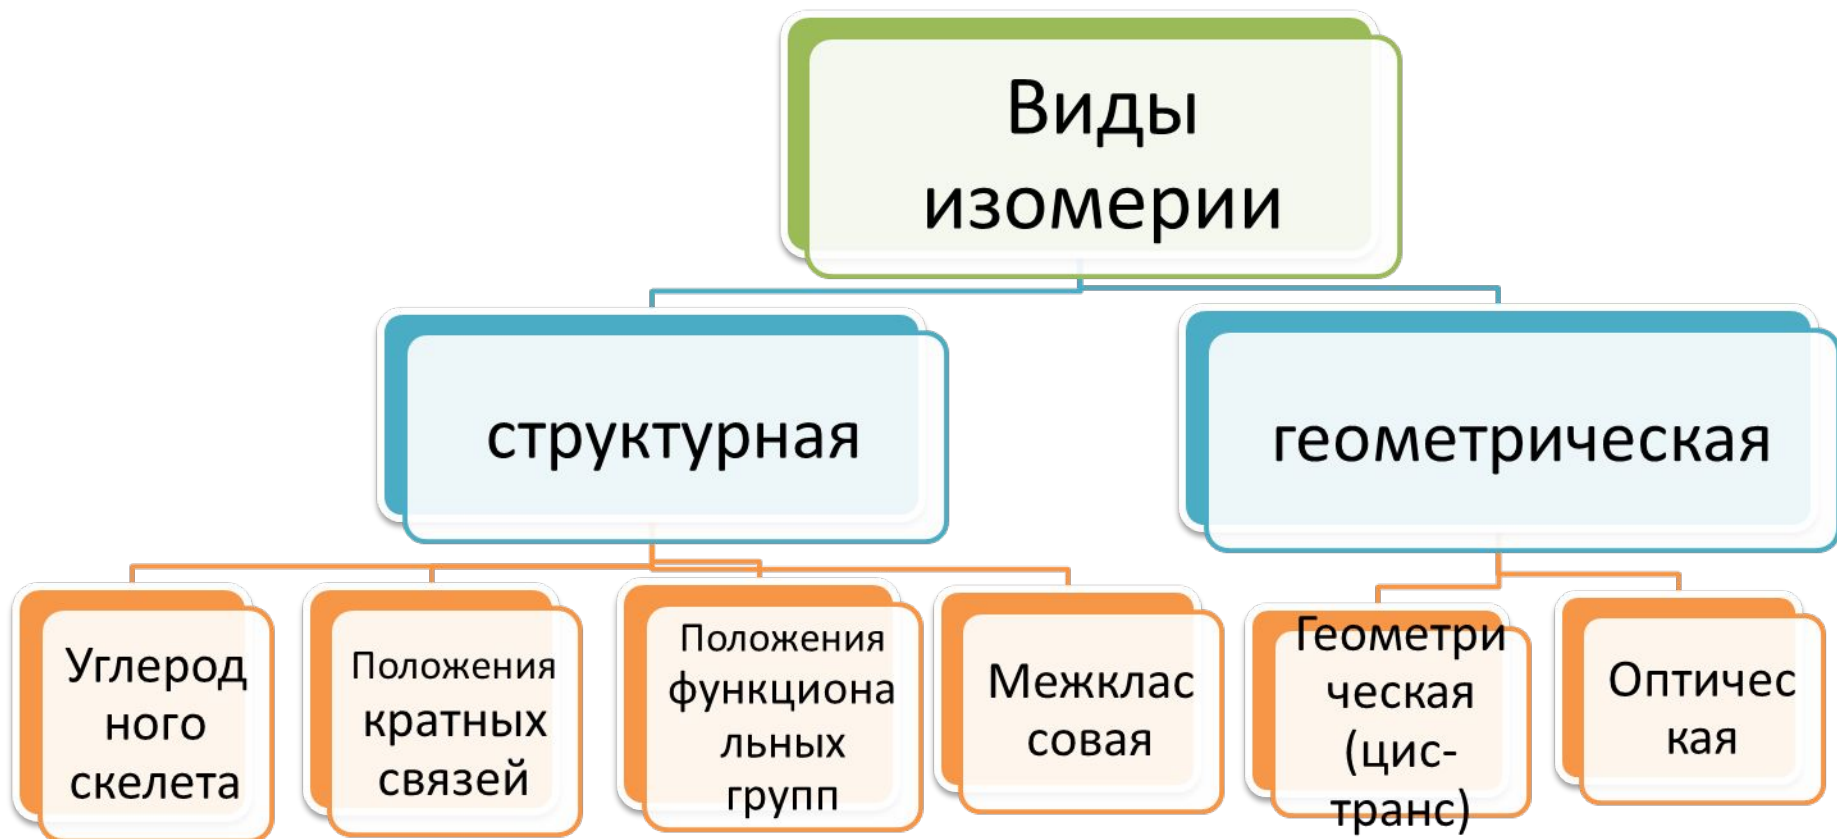 Виды
изомерии
структурная
геометрическая
Углерод
ного
скелета
Положения
кратных
связей
Положения
функциона
льных
групп
Межклас
совая
Геометри
ческая
(цис-
транс)
Оптичес
кая